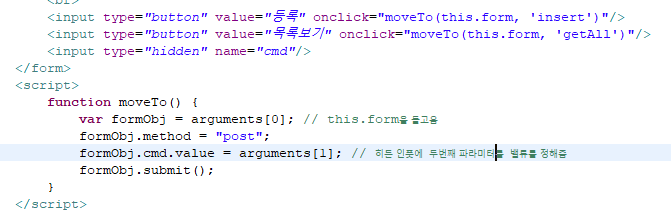 <br>
<input type="button" value="등록" onclick="moveTo(this.form, 'insert')"/>
<input type="button" value="목록보기" onclick="moveTo(this.form, 'getAll')"/>
<input type="hidden" name="cmd"/>
</form>
<script>
function moveTo() {
var formObj = arguments[0]; // this.form을 들고옴
formObj.method = "post";
formObj.cmd.value = arguments[1]; // 히든 인풋에 두번째 파라미터를 밸류를 정해줌
formObj.submit();
}
</script>